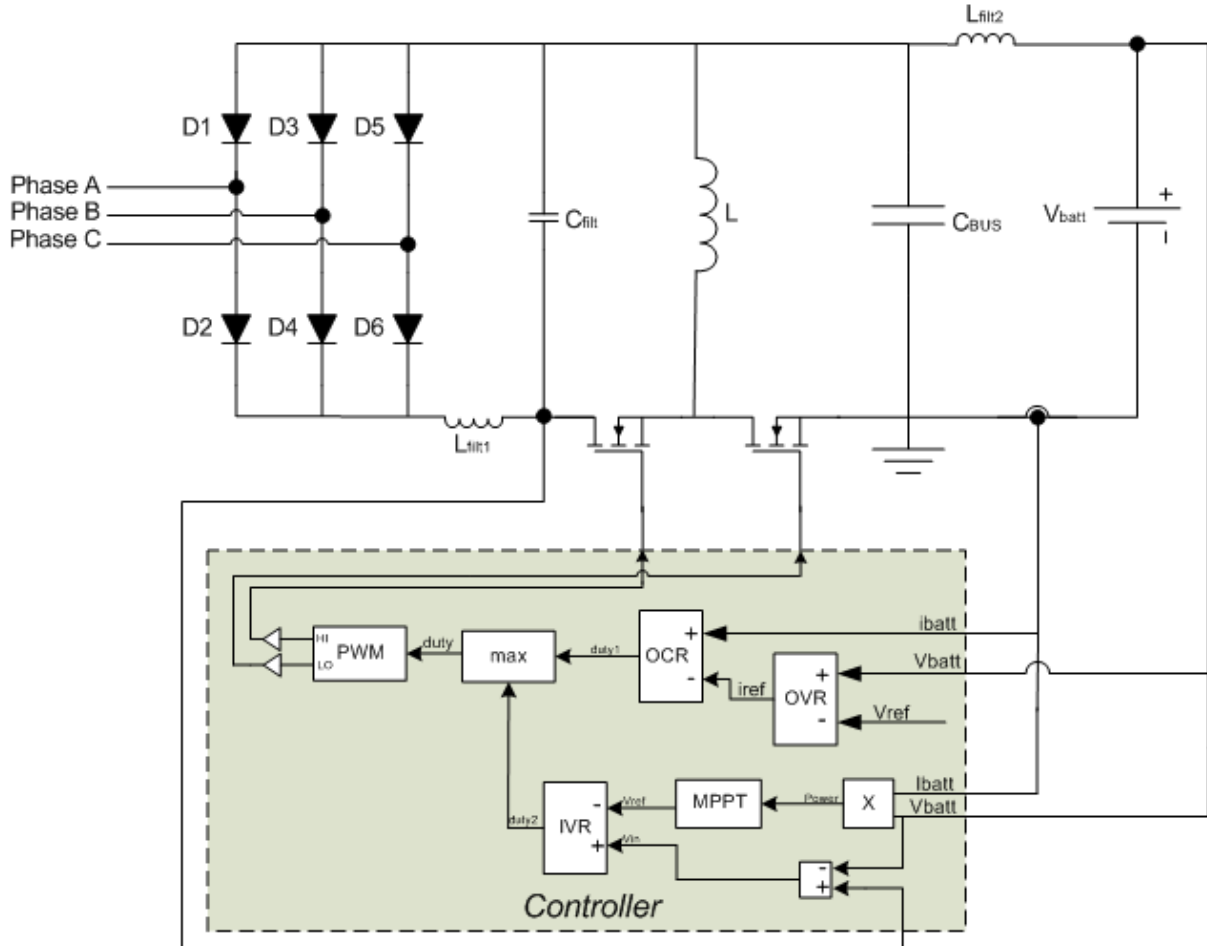 Lfilt2
D1
D3
D5
Phase A
Phase B
Phase C
Cfilt
L
CBUS
Vbatt
+
-
D2
D4
D6
Lfilt1
HI
LO
PWM
duty
max
duty1
OCR
+
-
ibatt
iref
OVR
+
-
Vbatt
Vref
IVR
-
+
duty2
Vref
MPPT
Power
X
Ibatt
Vbatt
Vin
-
+
Controller